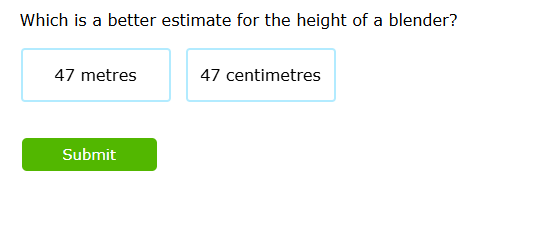 Which is a better estimate for the height of a blender?
47 metres 47 centimetres
Submit